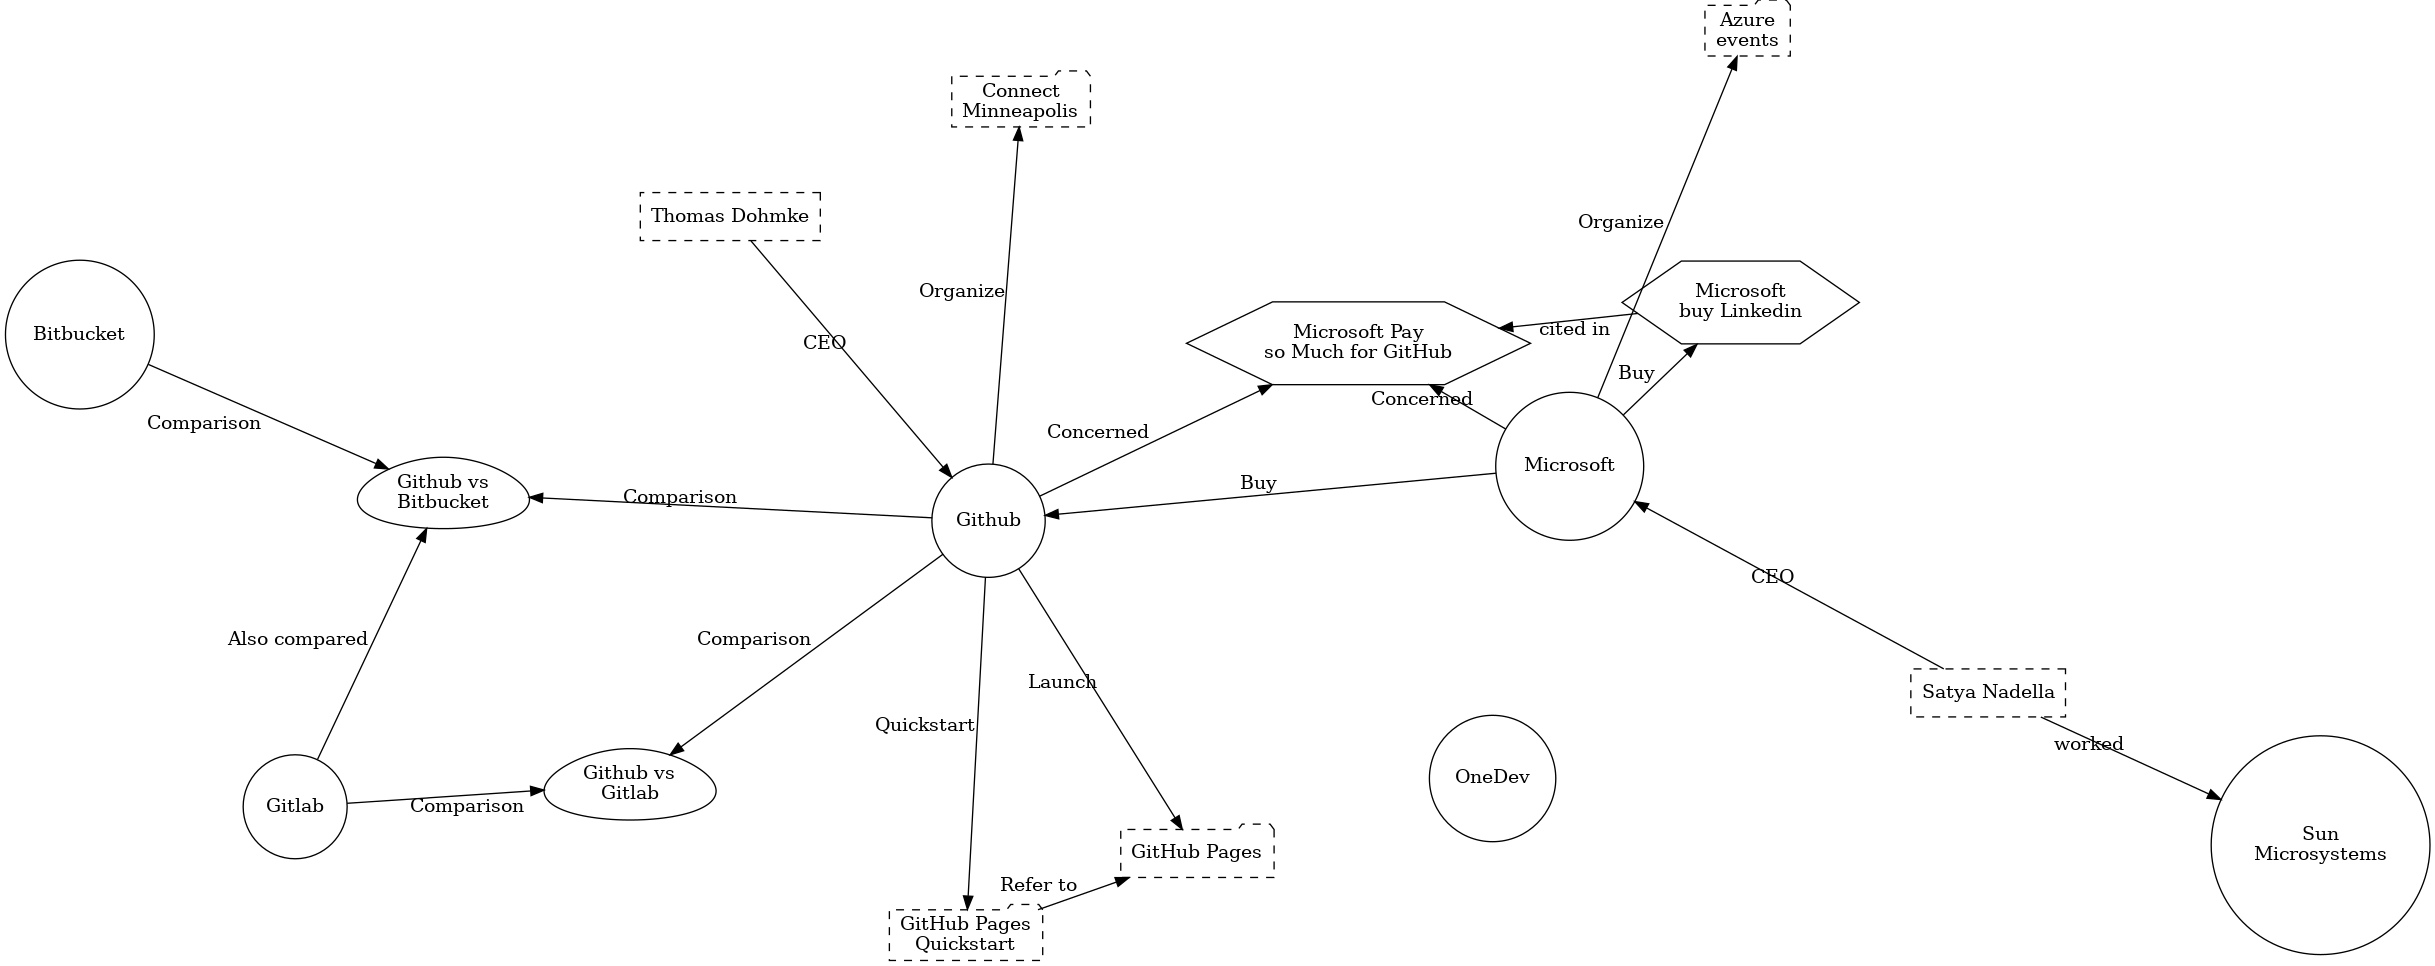 Azure
events
Connect
Minneapolis
Thomas Dohmke
Organize
Organize
Microsoft
buy Linkedin
Bitbucket
Microsoft Pay
so Much for GitHub
cited in
CEO
Buy
Concerned
Comparison
Concerned
Microsoft
Github vs
Bitbucket
Comparison
Buy
Github
CEO
Also compared
Comparison
Launch
Satya Nadella
Quickstart
worked
Github vs
Gitlab
OneDev
Gitlab
Comparison
Sun
Microsystems
GitHub Pages
Refer to
GitHub Pages
Quickstart